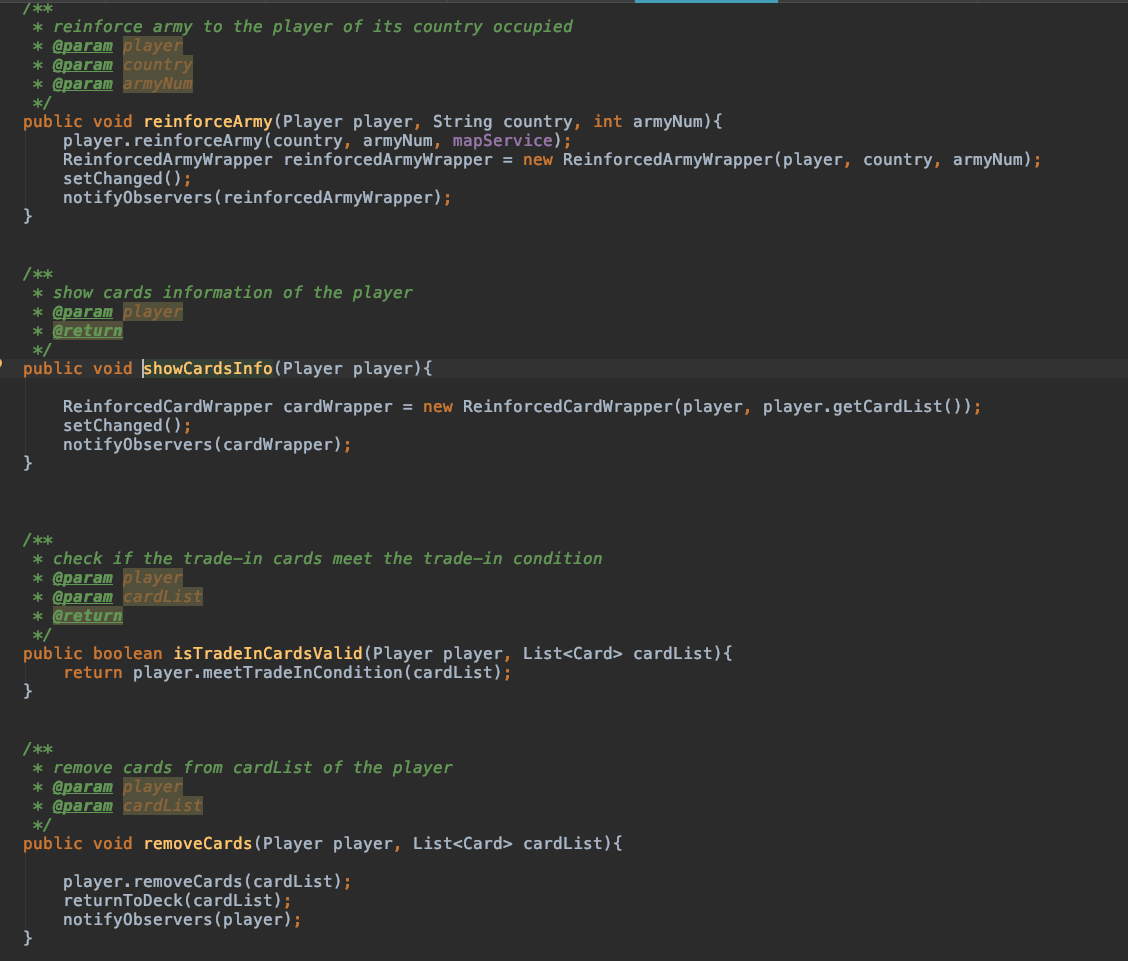 /**
 * reinforce army to the player of its country occupied
 * @param player
 * @param country
 * @param armyNum
 */
public void reinforceArmy(Player player, String country, int armyNum){
    player.reinforceArmy(country, armyNum, mapService);
    ReinforcedArmyWrapper reinforcedArmyWrapper = new ReinforcedArmyWrapper(player, country, armyNum);
    setChanged();
    notifyObservers(reinforcedArmyWrapper);
}
/**
 * show cards information of the player
 * @param player
 * @return
 */
public void showCardsInfo(Player player){
    ReinforcedCardWrapper cardWrapper = new ReinforcedCardWrapper(player, player.getCardList());
    setChanged();
    notifyObservers(cardWrapper);
}
/**
 * check if the trade-in cards meet the trade-in condition
 * @param player
 * @param cardList
 * @return
 */
public boolean isTradeInCardsValid(Player player, List<Card> cardList){
    return player.meetTradeInCondition(cardList);
}
/**
 * remove cards from cardList of the player
 * @param player
 * @param cardList
 */
public void removeCards(Player player, List<Card> cardList){
    player.removeCards(cardList);
    returnToDeck(cardList);
    notifyObservers(player);
}